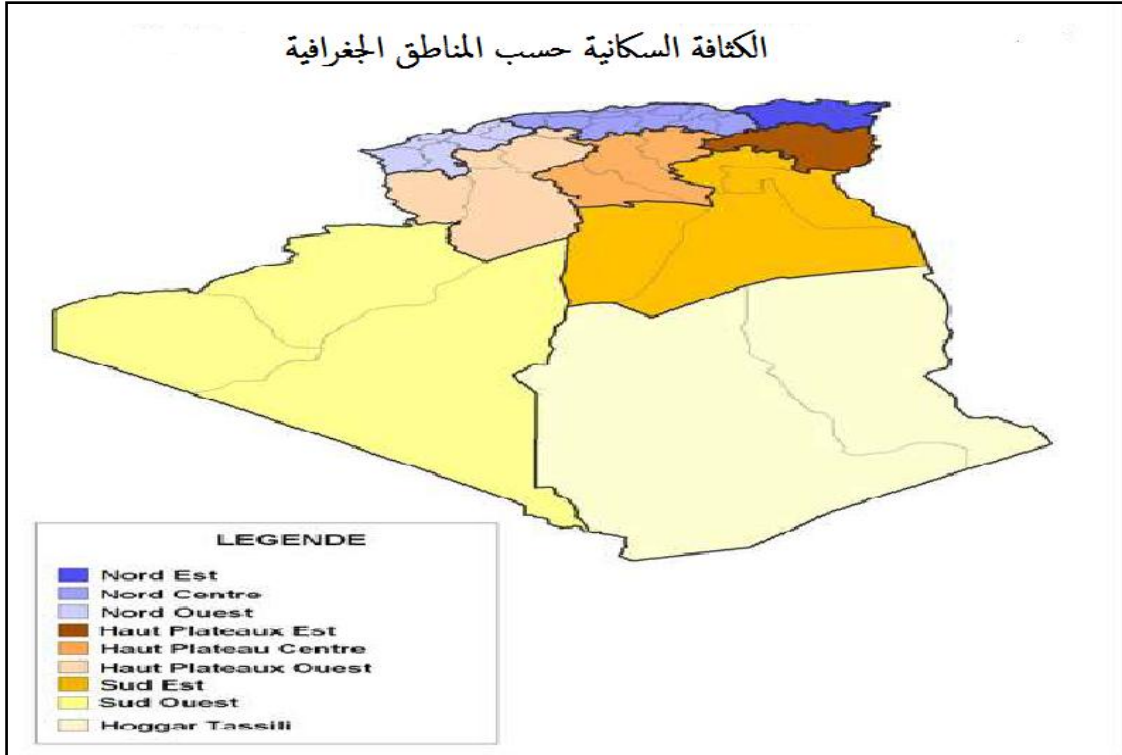 الكثافة السكانية حسب المناطق الجغرافية
LEGENDE
Nord Est
Nord Centre
Nord Ouest
Haut Plateaux Est
Haut Plateau Centre
Haut Plateaux Ouest
Sud Est
Sud Ouest
Hoggar Tassili